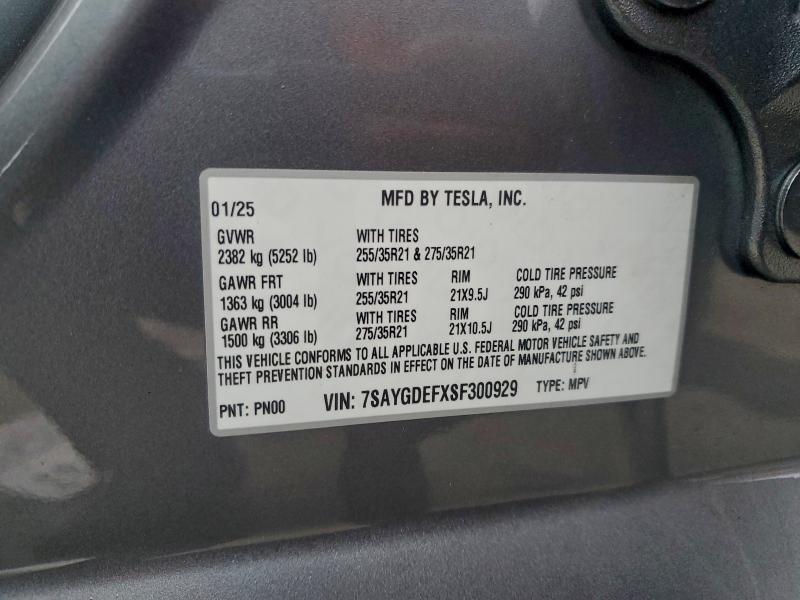 01/25 MFD BY TESLA, INC.
GVWR WITH TIRES
2382 kg (5252 lb) 255/35R21 & 275/35R21
GAWR FRT WITH TIRES RIM COLD TIRE PRESSURE
1363 kg (3004 lb) 255/35R21 21X9.5J 290 kPa, 42 psi
GAWR RR WITH TIRES RIM COLD TIRE PRESSURE
1500 kg (3306 lb) 275/35R21 21X10.5J 290 kPa, 42 psi
THIS VEHICLE CONFORMS TO ALL APPLICABLE U.S. FEDERAL MOTOR VEHICLE SAFETY AND
THEFT PREVENTION STANDARDS IN EFFECT ON THE DATE OF MANUFACTURE SHOWN ABOVE.
PNT: PN00 VIN: 7SAYGDEFXSF300929 TYPE: MPV